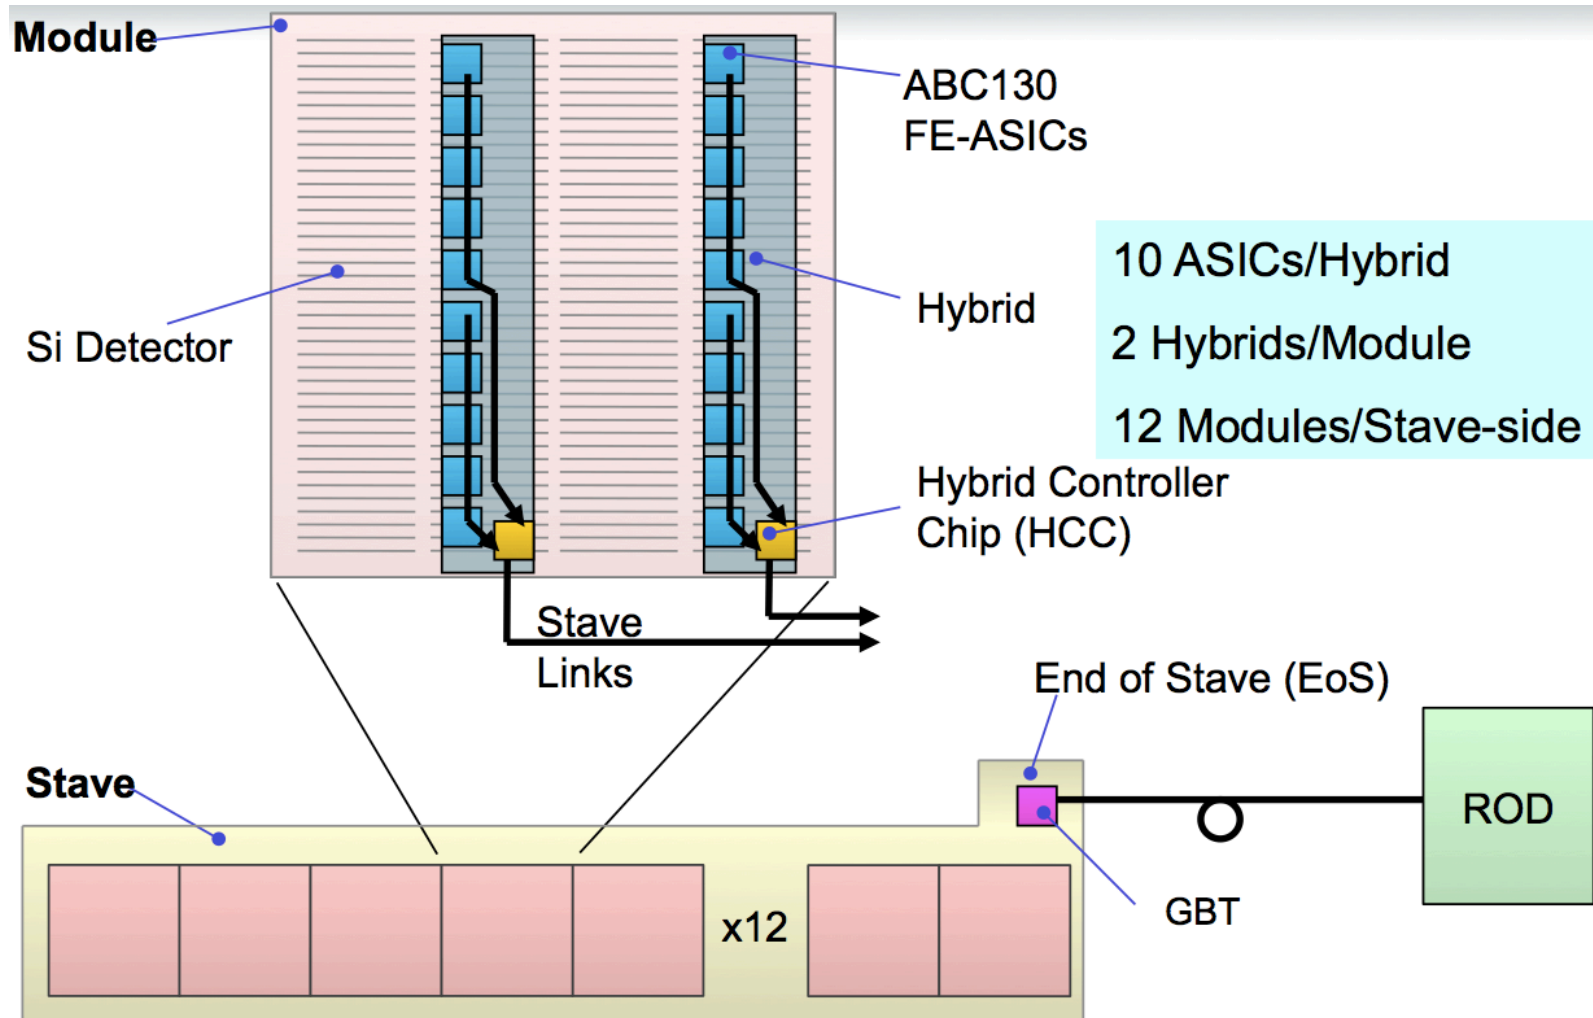 Module
ABC130
FE-ASICs
10 ASICs/Hybrid
Hybrid
Si Detector
2 Hybrids/Module
12 Modules/Stave-side
Hybrid Controller
Chip (HCC)
Stave
Links
End of Stave (EoS)
Stave
ROD
GBT
x12